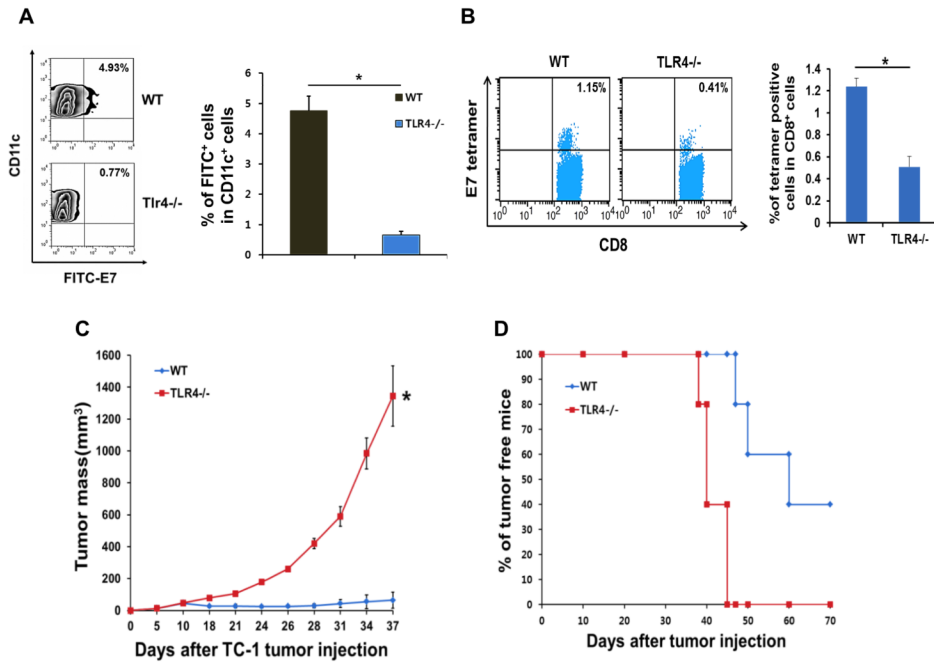 A
4.93%
WT
CD11c
0.77%
Tlr4-/-
FITC-E7
% of FITC⁺ cells
in CD11c⁺ cells
6
5
4
3
2
1
0
*
WT
TLR4-/-
B
WT
TLR4-/-
E7 tetramer
1.15%
0.41%
10⁰ 10¹ 10² 10³ 10⁴
10⁰ 10¹ 10² 10³ 10⁴
CD8
%of tetramer positive
cells in CD8⁺ cells
1.4
1.2
1
0.8
0.6
0.4
0.2
0
*
WT TLR4-/-
C
Tumor mass(mm³)
1600
1400
1200
1000
800
600
400
200
0
WT
TLR4-/-
*
0 5 10 18 21 24 26 28 31 34 37
Days after TC-1 tumor injection
D
% of tumor free mice
100
90
80
70
60
50
40
30
20
10
0
WT
TLR4-/-
0 10 20 30 40 50 60 70
Days after tumor injection